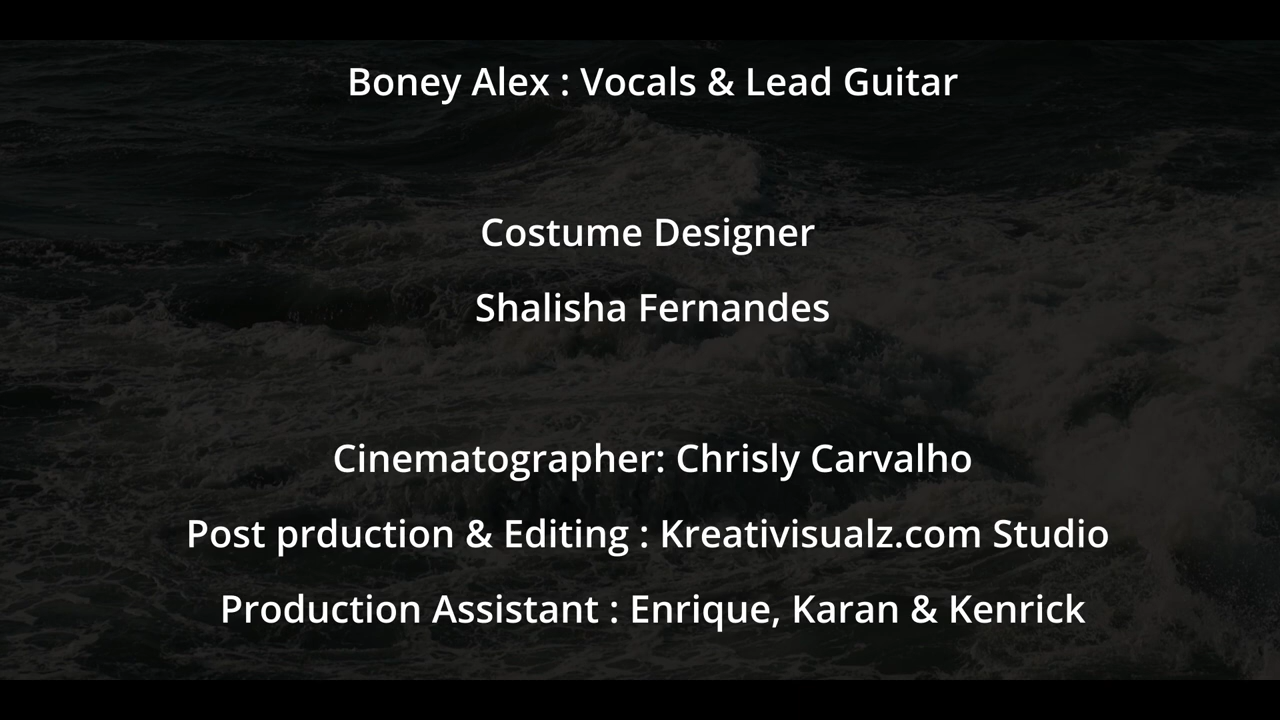 Boney Alex : Vocals & Lead Guitar
Costume Designer
Shalisha Fernandes
Cinematographer: Chrisly Carvalho
Post prduction & Editing : Kreativisualz.com Studio
Production Assistant : Enrique, Karan & Kenrick